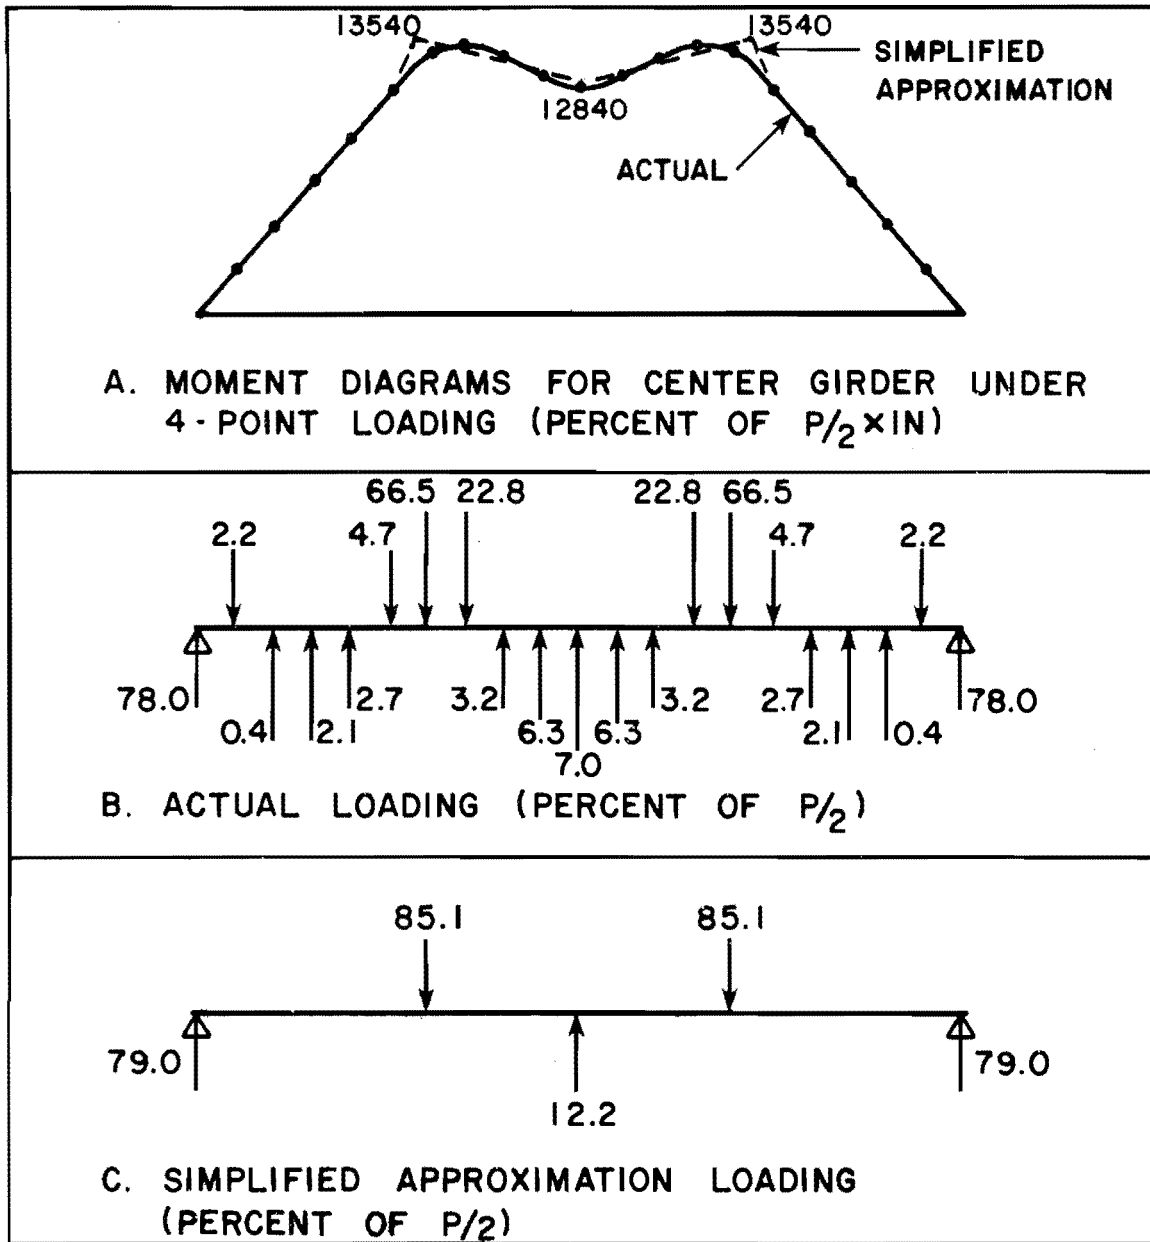 13540 13540
SIMPLIFIED
APPROXIMATION
12840
ACTUAL
A. MOMENT DIAGRAMS FOR CENTER GIRDER UNDER
4-POINT LOADING (PERCENT OF P/2 × IN)
66.5 22.8 22.8 66.5
2.2 4.7 4.7 2.2
78.0 2.7 3.2 3.2 2.7 78.0
0.4 2.1 6.3 6.3 2.1 0.4
7.0
B. ACTUAL LOADING (PERCENT OF P/2)
85.1 85.1
79.0 79.0
12.2
C. SIMPLIFIED APPROXIMATION LOADING
(PERCENT OF P/2)